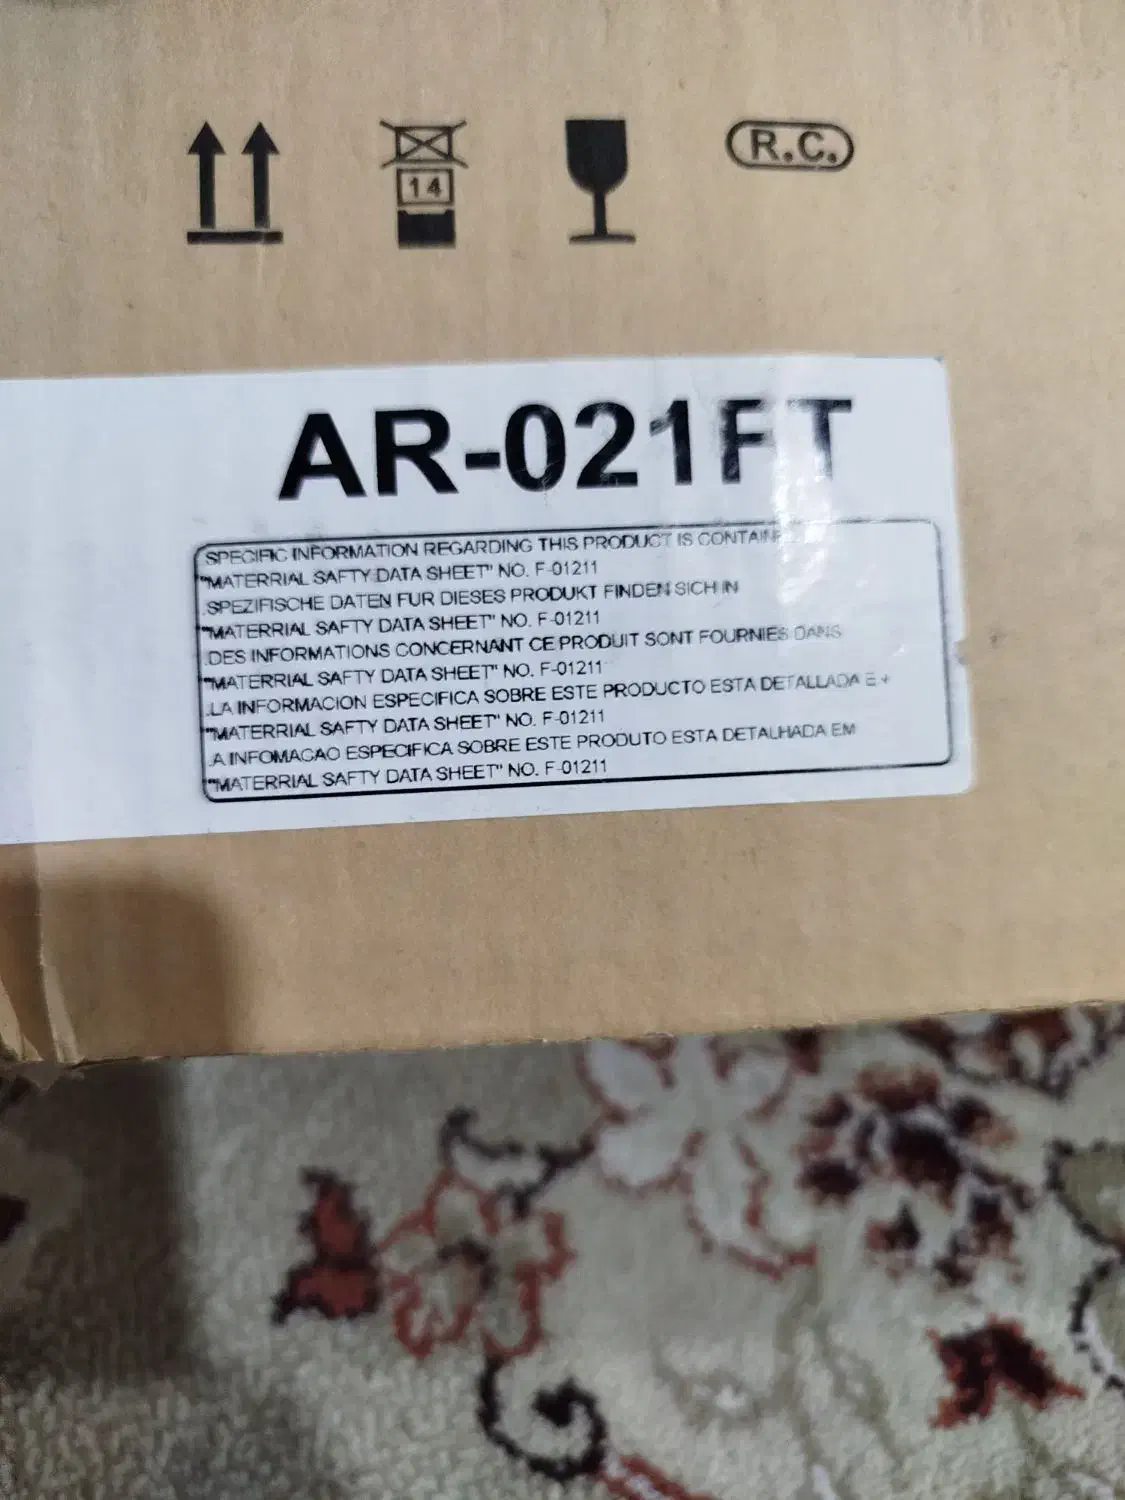 14
R.C.
AR-021FT
SPECIFIC INFORMATION REGARDING THIS PRODUCT IS
"MATERRIAL SAFTY DATA SHEET" NO. F-01211
.SPEZIFISCHE DATEN FUR DIESES PRODUKT FINDEN SICH IN
"MATERRIAL SAFTY DATA SHEET" NO. F-01211
.DES INFORMATIONS CONCERNANT CE PRODUIT SONT FOURNIES DANS
"MATERRIAL SAFTY DATA SHEET" NO. F-01211
.LA INFORMACION ESPECIFICA SOBRE ESTE PRODUCTO ESTA DETALLADA E
"MATERRIAL SAFTY DATA SHEET" NO. F-01211
.A INFOMACAO ESPECIFICA SOBRE ESTE PRODUTO ESTA DETALHADA EM
"MATERRIAL SAFTY DATA SHEET" NO. F-01211